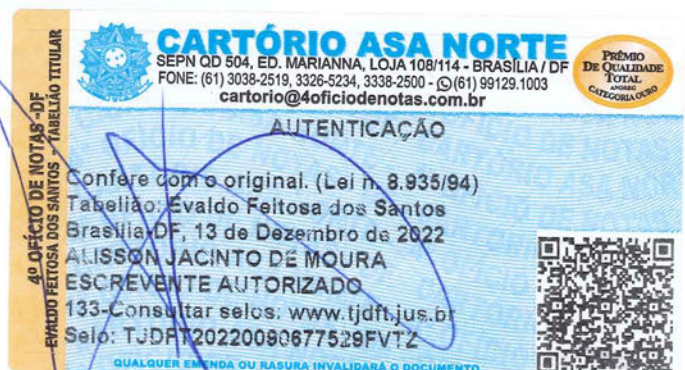 CARTÓRIO ASA NORTE
SEPN QD 504, ED. MARIANNA, LOJA 108/114 - BRASÍLIA / DF
FONE: (61) 3038-2519, 3326-5234, 3338-2500 - (61) 99129.1003
cartorio@4oficiodenotas.com.br
PRÊMIO
DE QUALIDADE
TOTAL
ANOREG
CATEGORIA OURO
4º OFÍCIO DE NOTAS-DF
EVALDO FEITOSA DOS SANTOS - TABELIÃO TITULAR
AUTENTICAÇÃO
Confere com o original. (Lei n. 8.935/94)
Tabelião: Evaldo Feitosa dos Santos
Brasília-DF, 13 de Dezembro de 2022
ALISSON JACINTO DE MOURA
ESCREVENTE AUTORIZADO
133-Consultar selos: www.tjdft.jus.br
Selo: TJDFT20220090677529FVTZ
QUALQUER EMENDA OU RASURA INVALIDARÁ O DOCUMENTO